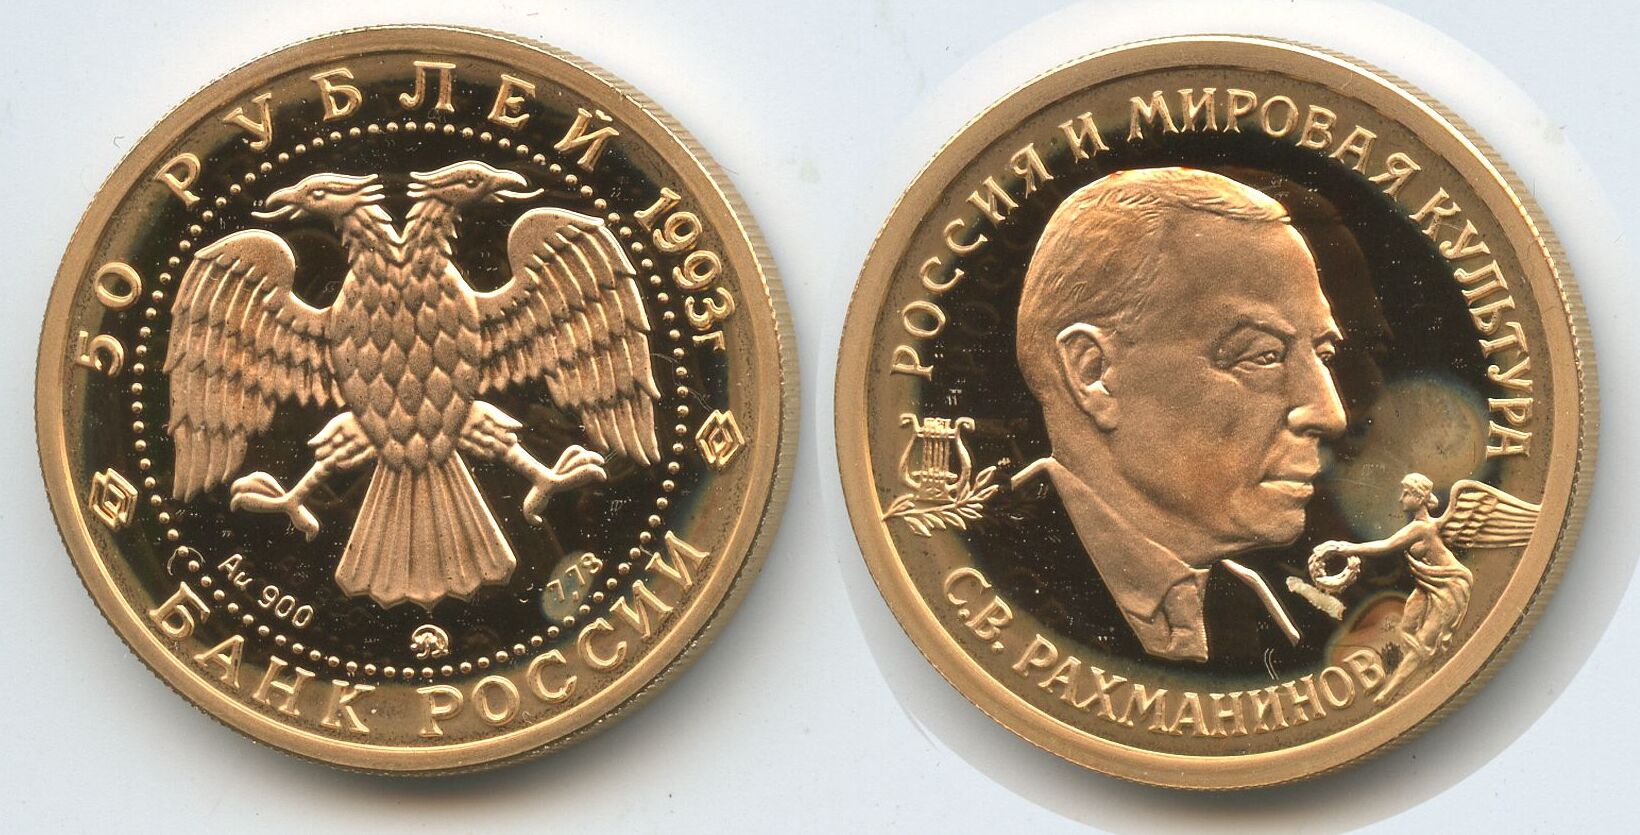 50 РУБЛЕЙ 1993г
Au 900
7,78
БАНК РОССИИ
РОССИЯ И МИРОВАЯ КУЛЬТУРА
С.В. РАХМАНИНОВ